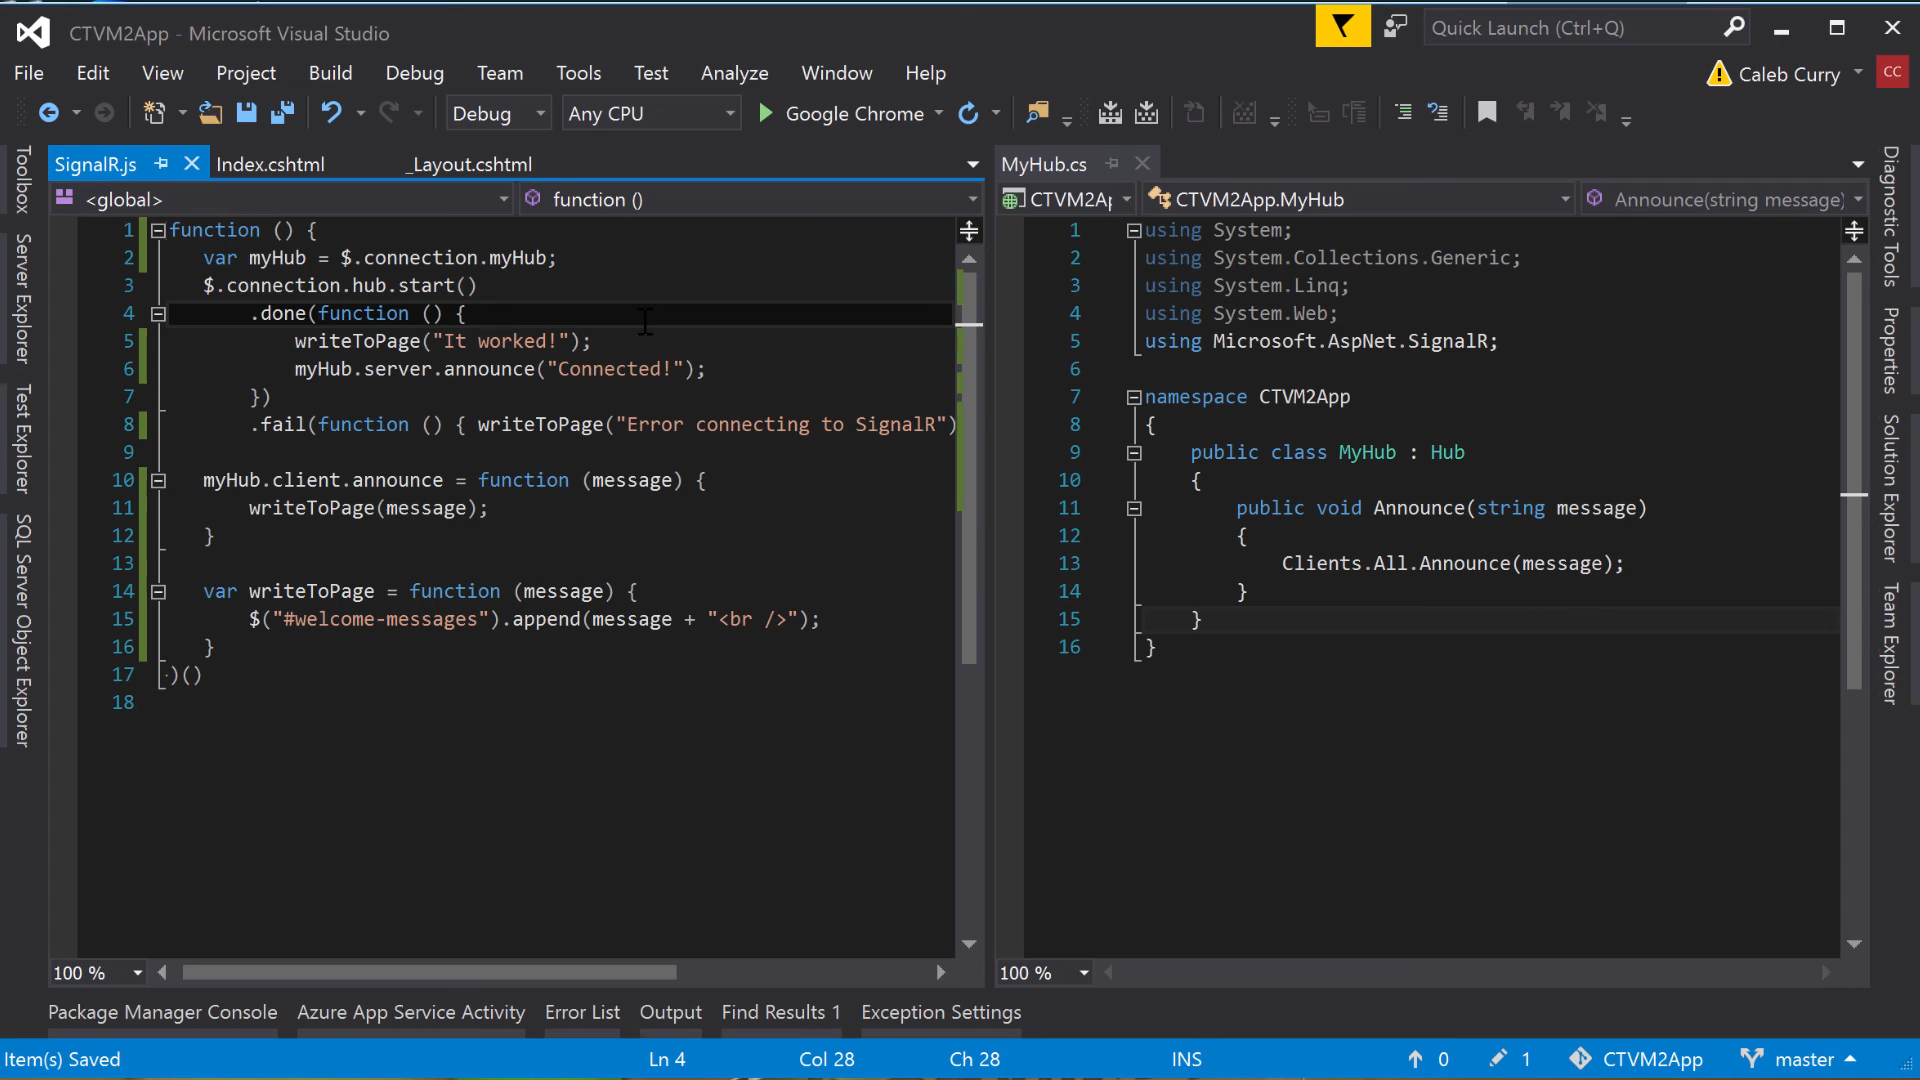 CTVM2App - Microsoft Visual Studio
Quick Launch (Ctrl+Q)
File Edit View Project Build Debug Team Tools Test Analyze Window Help
Caleb Curry CC
Debug Any CPU Google Chrome
SignalR.js Index.cshtml _Layout.cshtml
<global> function ()
1 function () {
2 var myHub = $.connection.myHub;
3 $.connection.hub.start()
4 .done(function () {
5 writeToPage("It worked!");
6 myHub.server.announce("Connected!");
7 })
8 .fail(function () { writeToPage("Error connecting to SignalR")
9
10 myHub.client.announce = function (message) {
11 writeToPage(message);
12 }
13
14 var writeToPage = function (message) {
15 $("#welcome-messages").append(message + "<br />");
16 }
17 )()
18
100 %
MyHub.cs
CTVM2Ap CTVM2App.MyHub Announce(string message)
1 using System;
2 using System.Collections.Generic;
3 using System.Linq;
4 using System.Web;
5 using Microsoft.AspNet.SignalR;
6
7 namespace CTVM2App
8 {
9 public class MyHub : Hub
10 {
11 public void Announce(string message)
12 {
13 Clients.All.Announce(message);
14 }
15 }
16 }
100 %
Toolbox
Server Explorer
Test Explorer
SQL Server Object Explorer
Diagnostic Tools
Properties
Solution Explorer
Team Explorer
Package Manager Console Azure App Service Activity Error List Output Find Results 1 Exception Settings
Item(s) Saved Ln 4 Col 28 Ch 28 INS 0 1 CTVM2App master